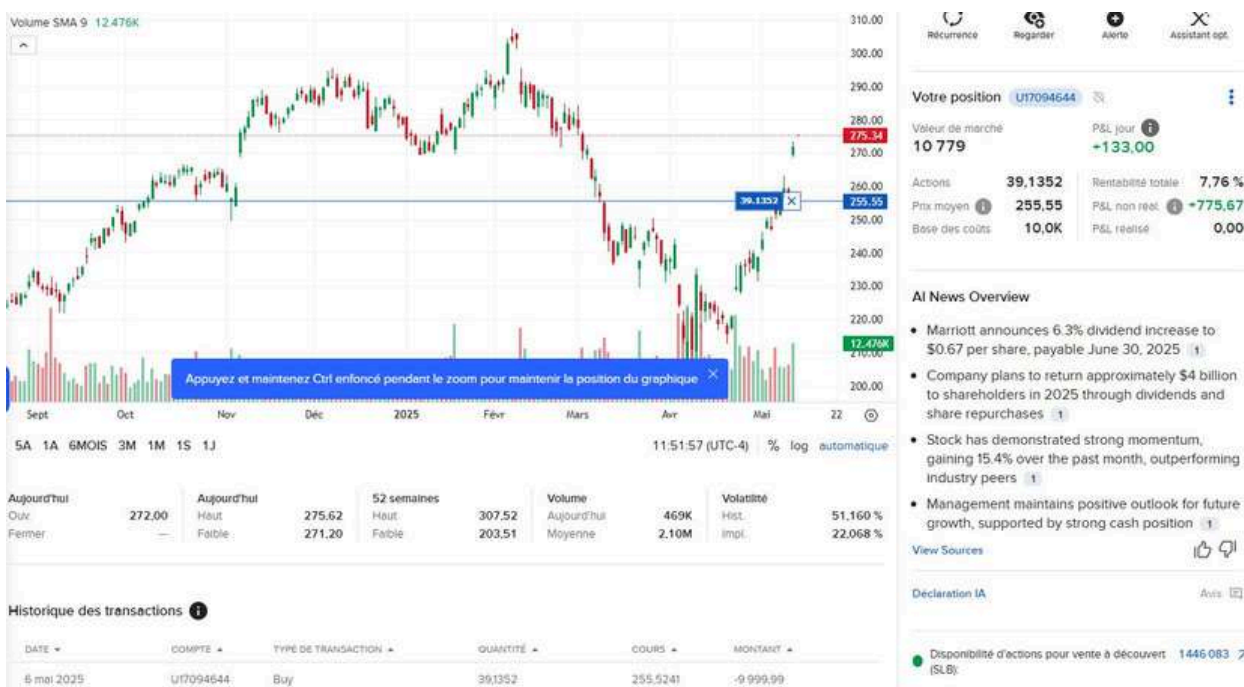 Volume SMA 9 12.476K
310.00
300.00
290.00
280.00
275.34
270.00
260.00
39.1352
255.55
250.00
240.00
230.00
220.00
12.476K
210.00
200.00
Appuyez et maintenez Ctrl enfoncé pendant le zoom pour maintenir la position du graphique
Sept Oct Nov Déc 2025 Févr Mars Avr Mai 22
5A 1A 6MOIS 3M 1M 1S 1J
11:51:57 (UTC-4) % log automatique
Aujourd'hui
Ouv. 272,00
Fermer —
Aujourd'hui
Haut 275.62
Faible 271,20
52 semaines
Haut 307.52
Faible 203.51
Volume
Aujourd'hui 469K
Moyenne 2.10M
Volatilité
Hist. 51,160 %
Impl. 22,068 %
Historique des transactions
DATE COMPTE TYPE DE TRANSACTION QUANTITÉ COURS MONTANT
6 mai 2025 U17094644 Buy 39,1352 255.5241 -9 999,99
Récurrence Regarder Alerte Assistant opt.
Votre position U17094644
Valeur de marché P&L jour
10 779 +133,00
Actions 39,1352 Rentabilité totale 7,76 %
Prix moyen 255,55 P&L non réal. +775,67
Base des coûts 10,0K P&L réalisé 0,00
AI News Overview
Marriott announces 6.3% dividend increase to
$0.67 per share, payable June 30, 2025 1
Company plans to return approximately $4 billion
to shareholders in 2025 through dividends and
share repurchases 1
Stock has demonstrated strong momentum,
gaining 15.4% over the past month, outperforming
industry peers 1
Management maintains positive outlook for future
growth, supported by strong cash position 1
View Sources
Déclaration IA Avis
Disponibilité d'actions pour vente à découvert 1 446 083
(SLB):